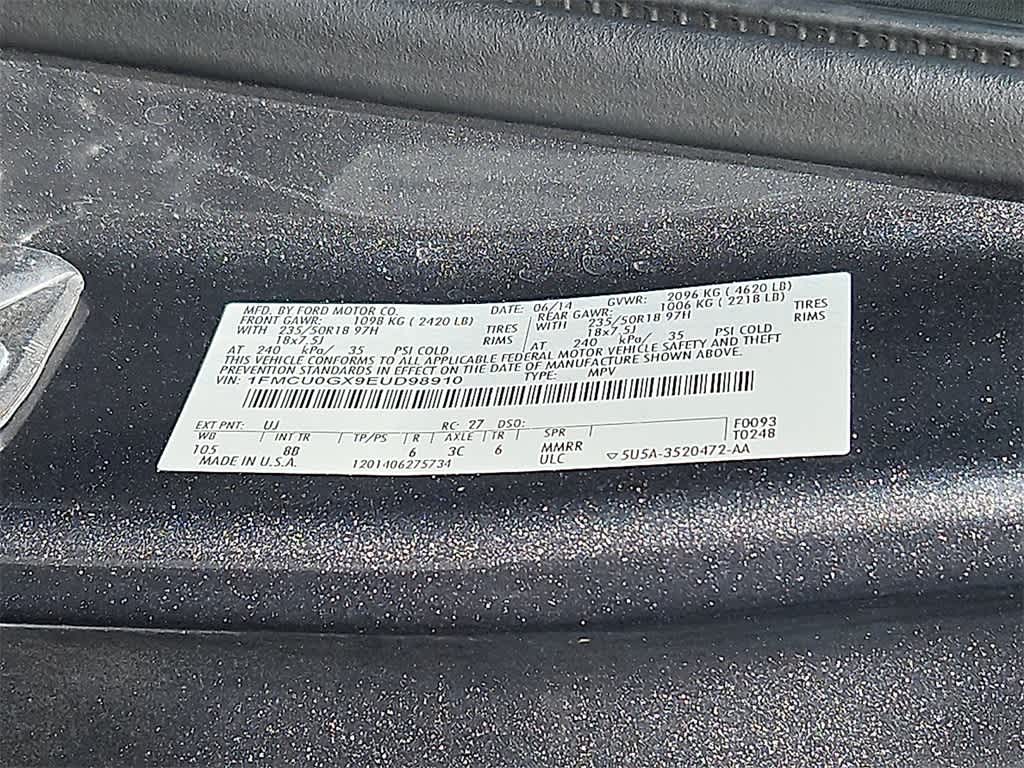 MFD. BY FORD MOTOR CO. DATE: 06/14 GVWR: 2096 KG ( 4620 LB)
FRONT GAWR: 1098 KG ( 2420 LB) REAR GAWR: 1006 KG ( 2218 LB)
WITH 235/50R18 97H TIRES WITH 235/50R18 97H TIRES
18x7.5J RIMS 18x7.5J RIMS
AT 240 kPa/ 35 PSI COLD AT 240 kPa/ 35 PSI COLD
THIS VEHICLE CONFORMS TO ALL APPLICABLE FEDERAL MOTOR VEHICLE SAFETY AND THEFT
PREVENTION STANDARDS IN EFFECT ON THE DATE OF MANUFACTURE SHOWN ABOVE.
VIN: 1FMCU0GX9EUD98910 TYPE: MPV
EXT PNT: UJ RC: 27 DSO: F0093
WB INT TR TP/PS R AXLE TR SPR T0248
105 8B 6 3C 6 MMRR
MADE IN U.S.A. 1201406275734 ULC ▽5U5A-3520472-AA